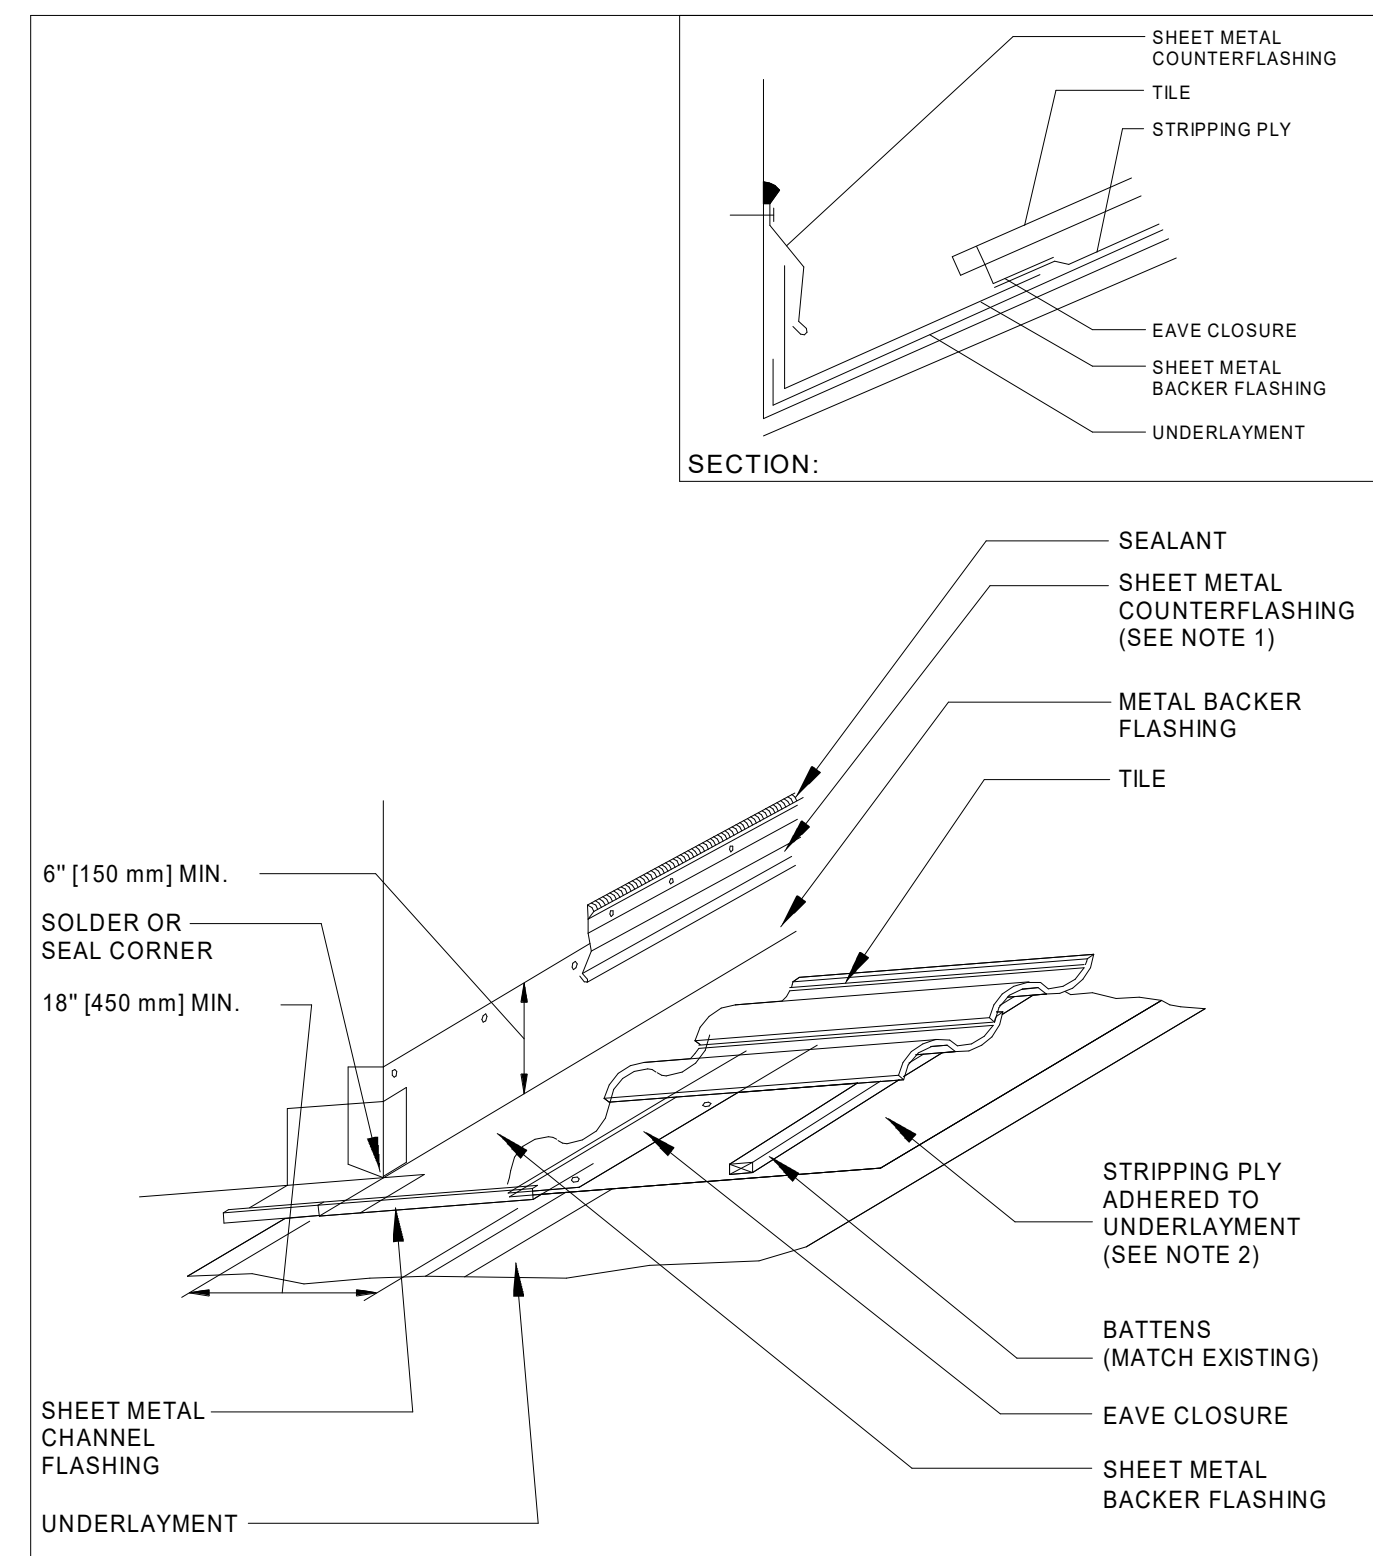 SHEET METAL
COUNTERFLASHING
TILE
STRIPPING PLY
EAVE CLOSURE
SHEET METAL
BACKER FLASHING
UNDERLAYMENT
SECTION:
SEALANT
SHEET METAL
COUNTERFLASHING
(SEE NOTE 1)
METAL BACKER
FLASHING
TILE
6" [150 mm] MIN.
SOLDER OR
SEAL CORNER
18" [450 mm] MIN.
STRIPPING PLY
ADHERED TO
UNDERLAYMENT
(SEE NOTE 2)
BATTENS
(MATCH EXISTING)
EAVE CLOSURE
SHEET METAL
BACKER FLASHING
SHEET METAL
CHANNEL
FLASHING
UNDERLAYMENT